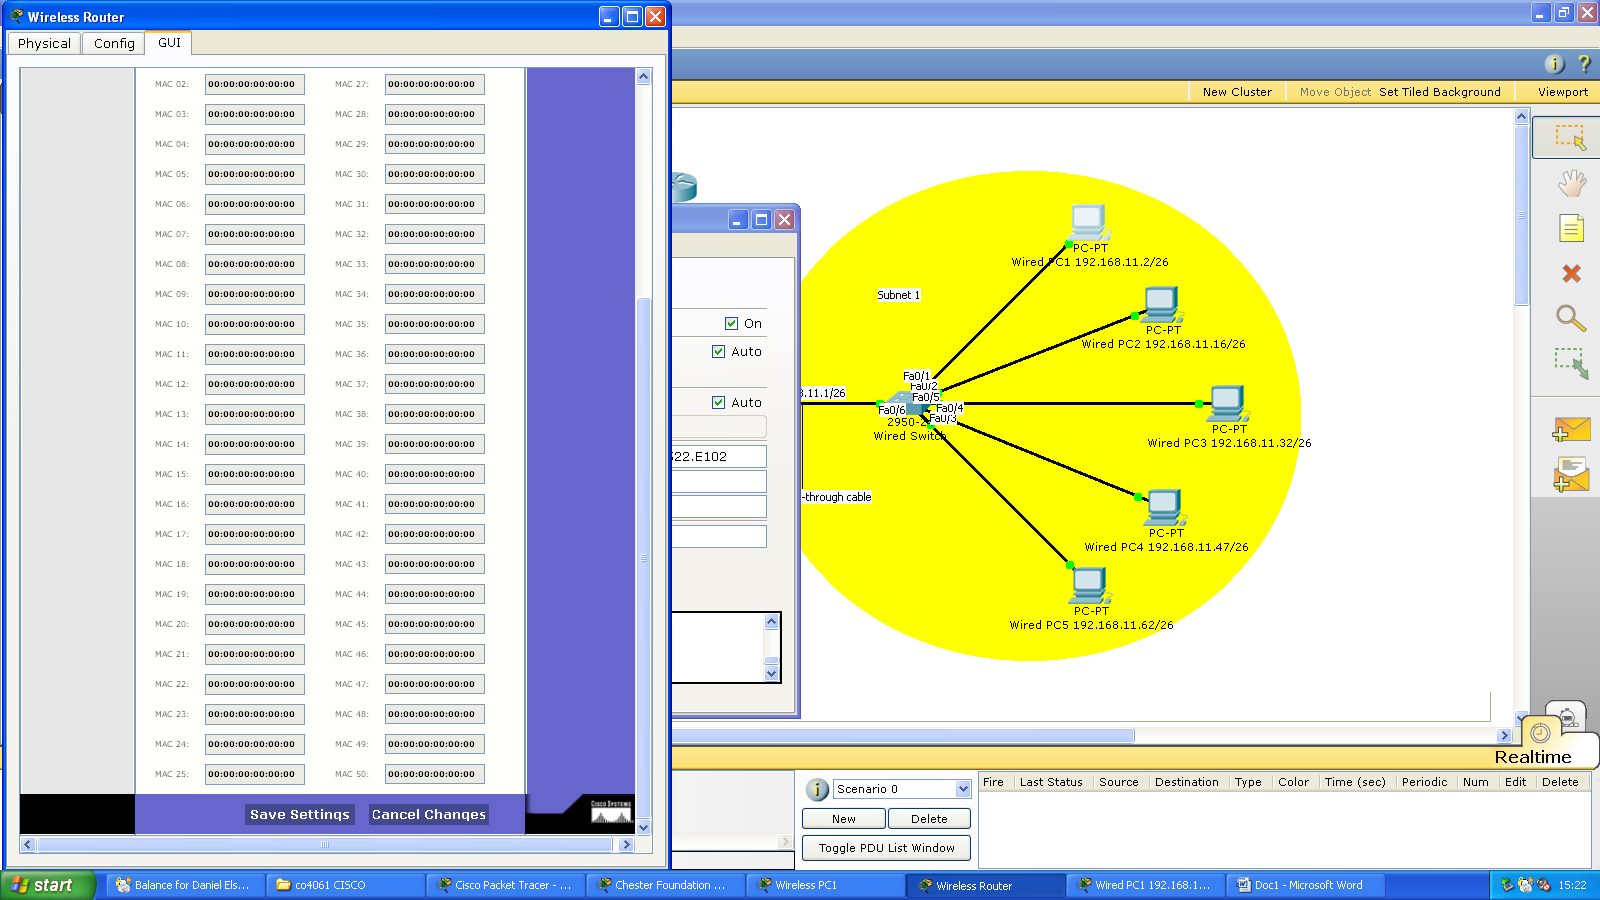 Wireless Router
Physical Config GUI
MAC 02: 00:00:00:00:00:00 MAC 27: 00:00:00:00:00:00
MAC 03: 00:00:00:00:00:00 MAC 28: 00:00:00:00:00:00
MAC 04: 00:00:00:00:00:00 MAC 29: 00:00:00:00:00:00
MAC 05: 00:00:00:00:00:00 MAC 30: 00:00:00:00:00:00
MAC 06: 00:00:00:00:00:00 MAC 31: 00:00:00:00:00:00
MAC 07: 00:00:00:00:00:00 MAC 32: 00:00:00:00:00:00
MAC 08: 00:00:00:00:00:00 MAC 33: 00:00:00:00:00:00
MAC 09: 00:00:00:00:00:00 MAC 34: 00:00:00:00:00:00
MAC 10: 00:00:00:00:00:00 MAC 35: 00:00:00:00:00:00
MAC 11: 00:00:00:00:00:00 MAC 36: 00:00:00:00:00:00
MAC 12: 00:00:00:00:00:00 MAC 37: 00:00:00:00:00:00
MAC 13: 00:00:00:00:00:00 MAC 38: 00:00:00:00:00:00
MAC 14: 00:00:00:00:00:00 MAC 39: 00:00:00:00:00:00
MAC 15: 00:00:00:00:00:00 MAC 40: 00:00:00:00:00:00
MAC 16: 00:00:00:00:00:00 MAC 41: 00:00:00:00:00:00
MAC 17: 00:00:00:00:00:00 MAC 42: 00:00:00:00:00:00
MAC 18: 00:00:00:00:00:00 MAC 43: 00:00:00:00:00:00
MAC 19: 00:00:00:00:00:00 MAC 44: 00:00:00:00:00:00
MAC 20: 00:00:00:00:00:00 MAC 45: 00:00:00:00:00:00
MAC 21: 00:00:00:00:00:00 MAC 46: 00:00:00:00:00:00
MAC 22: 00:00:00:00:00:00 MAC 47: 00:00:00:00:00:00
MAC 23: 00:00:00:00:00:00 MAC 48: 00:00:00:00:00:00
MAC 24: 00:00:00:00:00:00 MAC 49: 00:00:00:00:00:00
MAC 25: 00:00:00:00:00:00 MAC 50: 00:00:00:00:00:00
Save Settings Cancel Changes
CISCO SYSTEMS
New Cluster Move Object Set Tiled Background Viewport
On
Auto
Auto
22.E102
PC-PT
Wired PC1 192.168.11.2/26
Subnet 1
PC-PT
Wired PC2 192.168.11.16/26
Fa0/1
Fa0/2
.11.1/26
Fa0/5
Fa0/6
Fa0/4
Fa0/3
2950-2
Wired Switch
PC-PT
Wired PC3 192.168.11.32/26
-through cable
PC-PT
Wired PC4 192.168.11.47/26
PC-PT
Wired PC5 192.168.11.62/26
Realtime
Scenario 0
New Delete
Toggle PDU List Window
Fire Last Status Source Destination Type Color Time (sec) Periodic Num Edit Delete
start Balance for Daniel Els... co4061 CISCO Cisco Packet Tracer - ... Chester Foundation ... Wireless PC1 Wireless Router Wired PC1 192.168.1... Doc1 - Microsoft Word 15:22